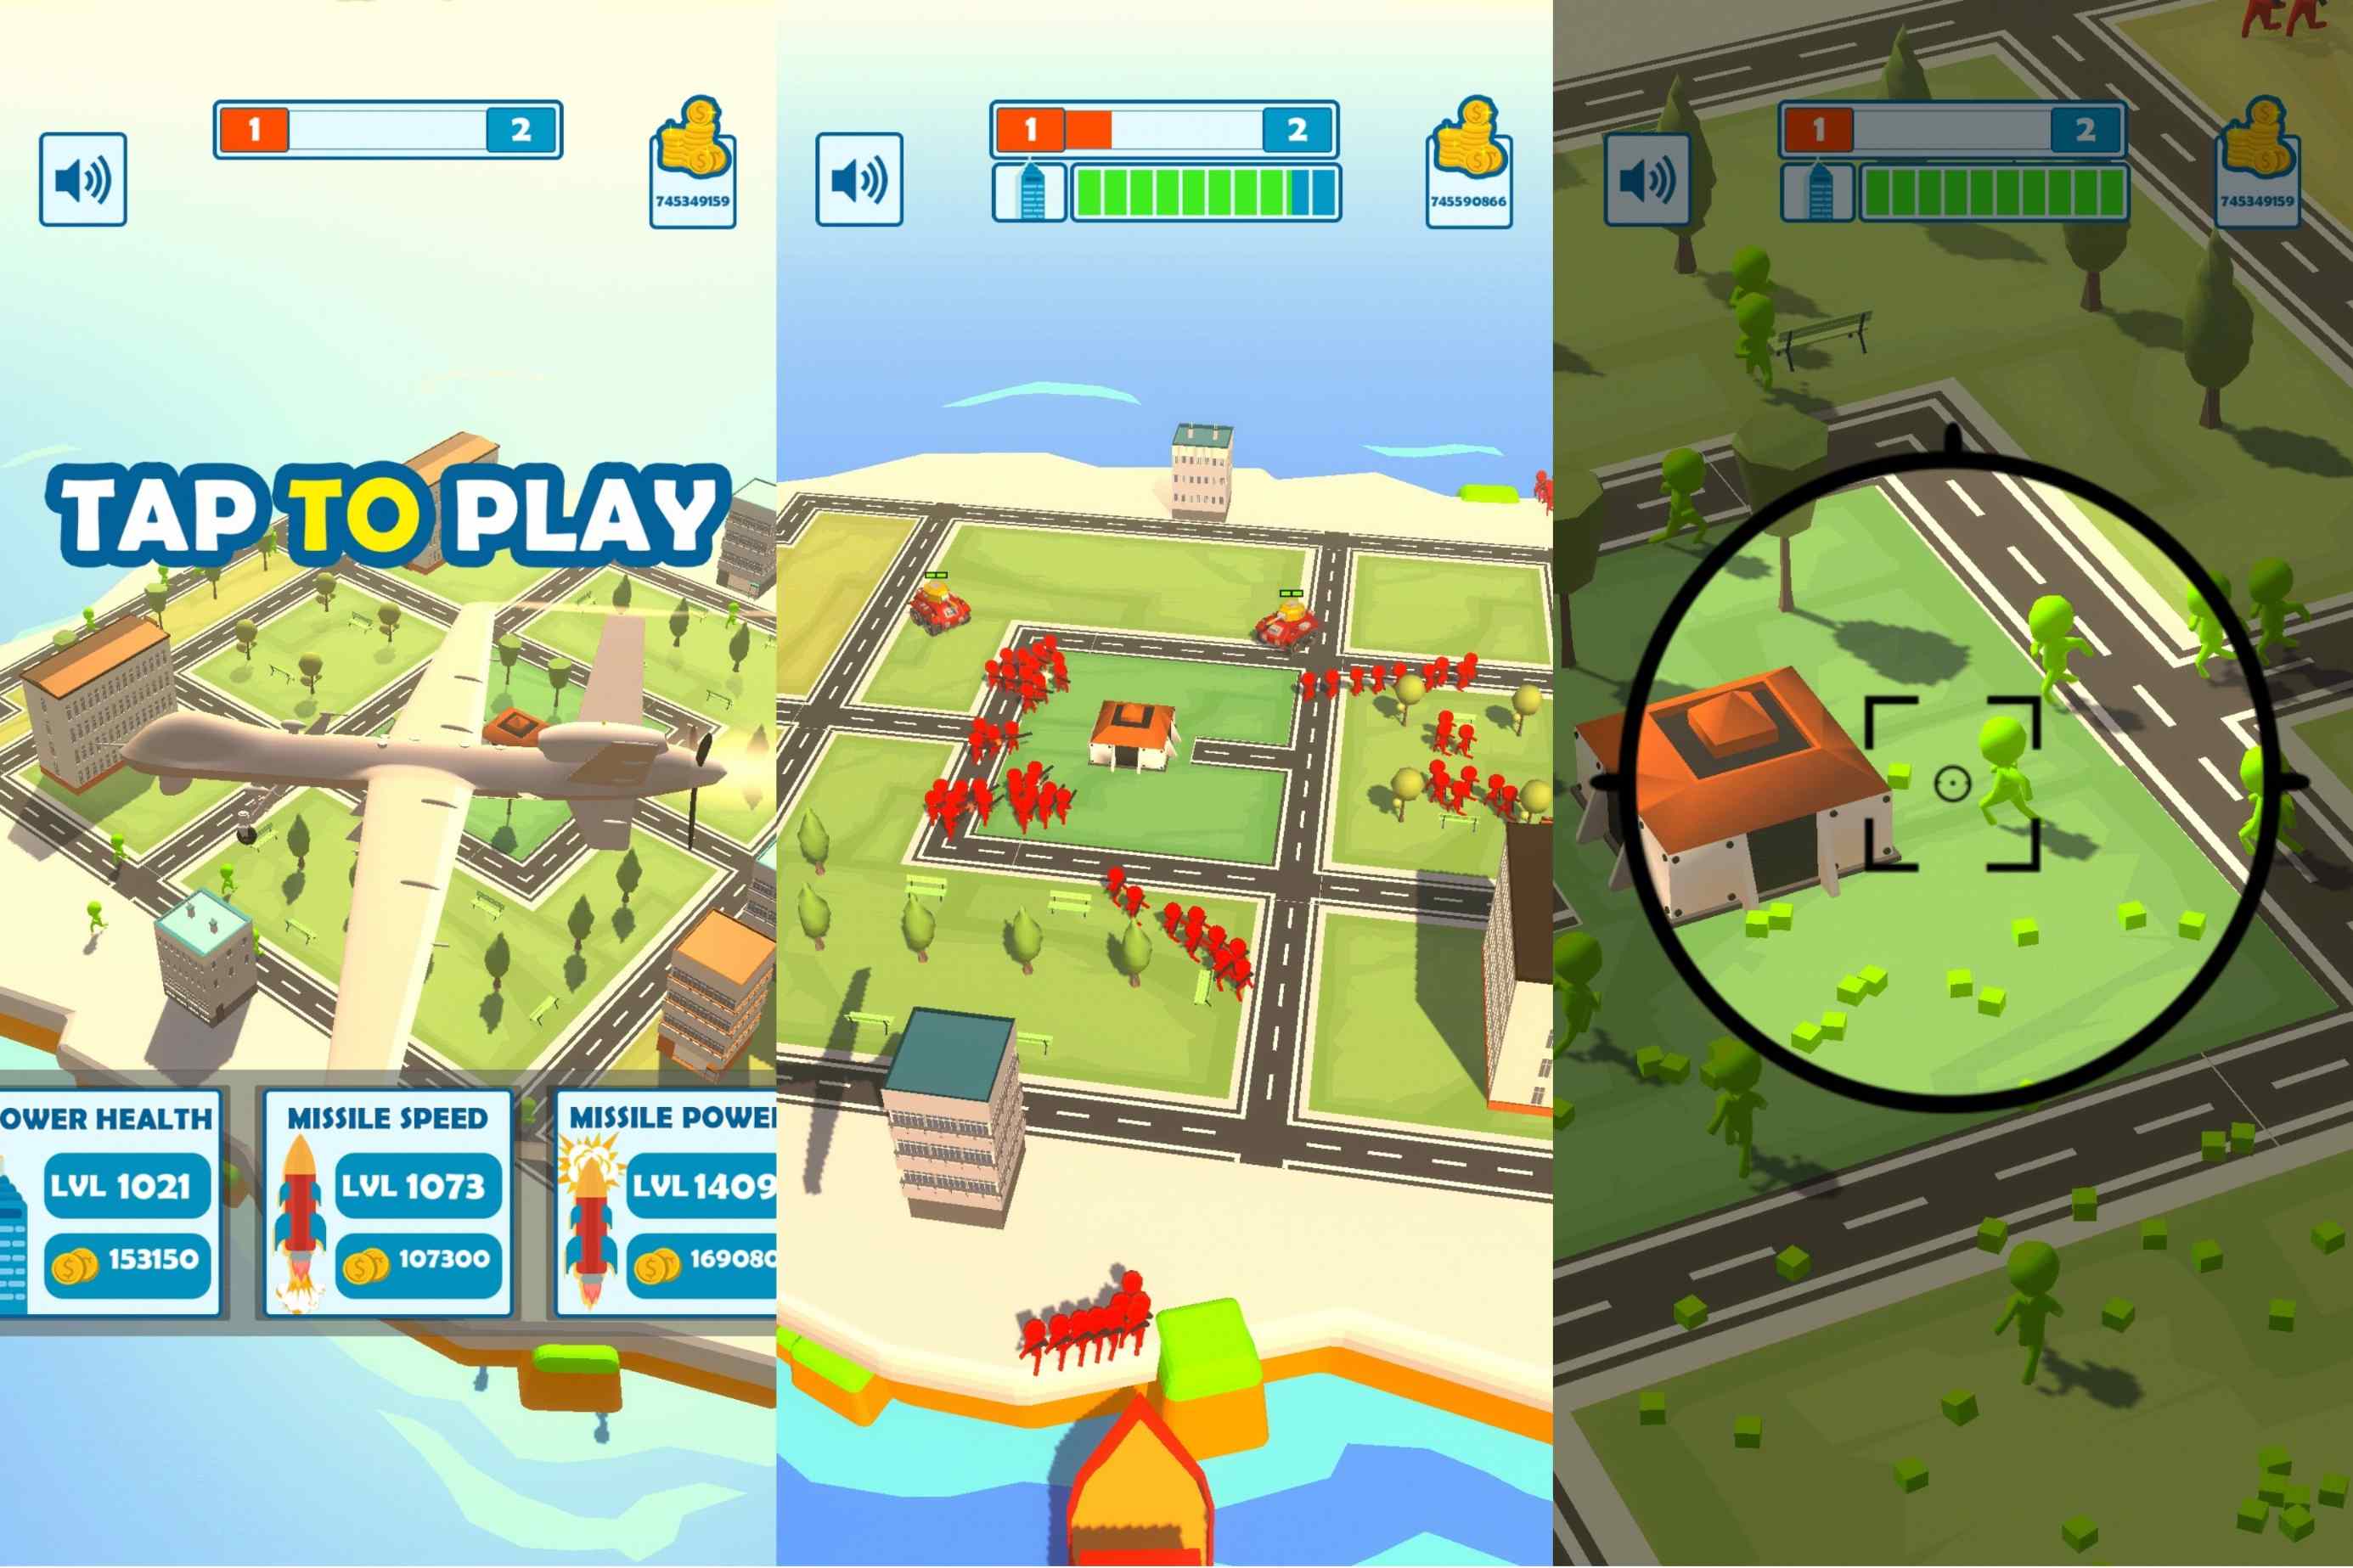 1 2
745349159
TAP TO PLAY
OWER HEALTH
LVL 1021
153150
MISSILE SPEED
LVL 1073
107300
MISSILE POWE
LVL 1409
169080
1 2
745590866
1 2
745349159